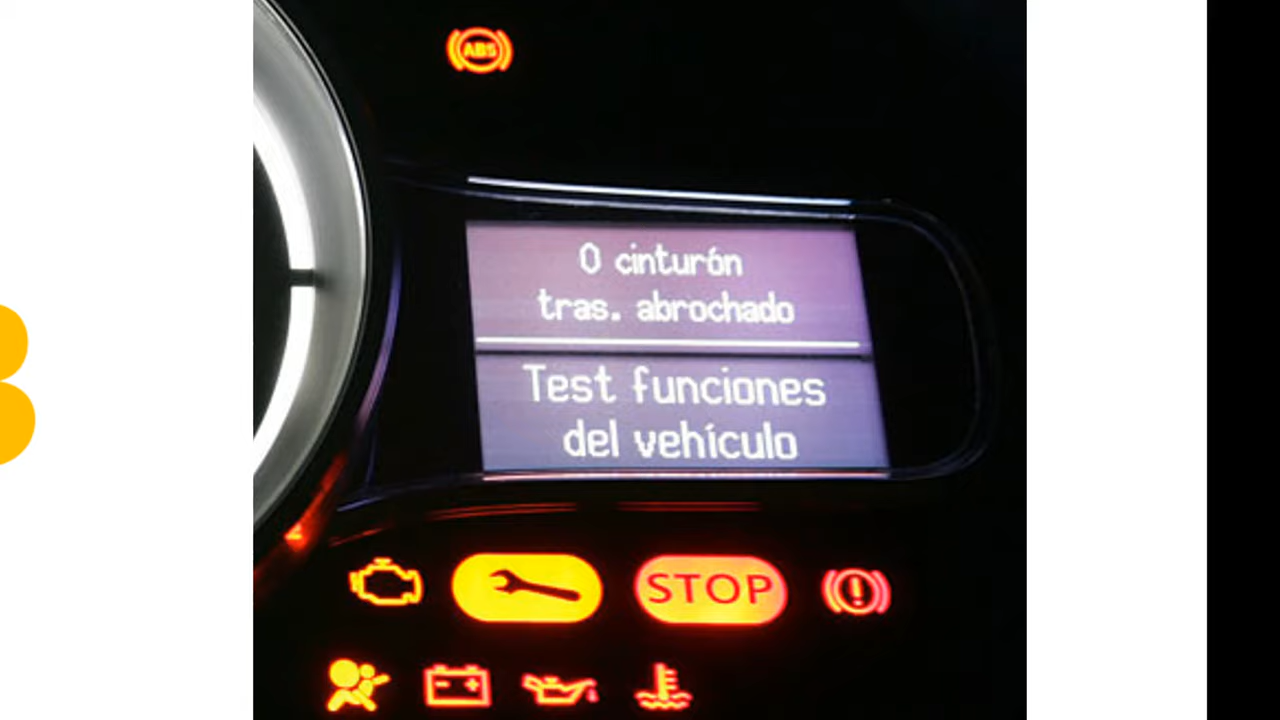 ABS
0 cinturón
tras. abrochado
Test funciones
del vehículo
STOP